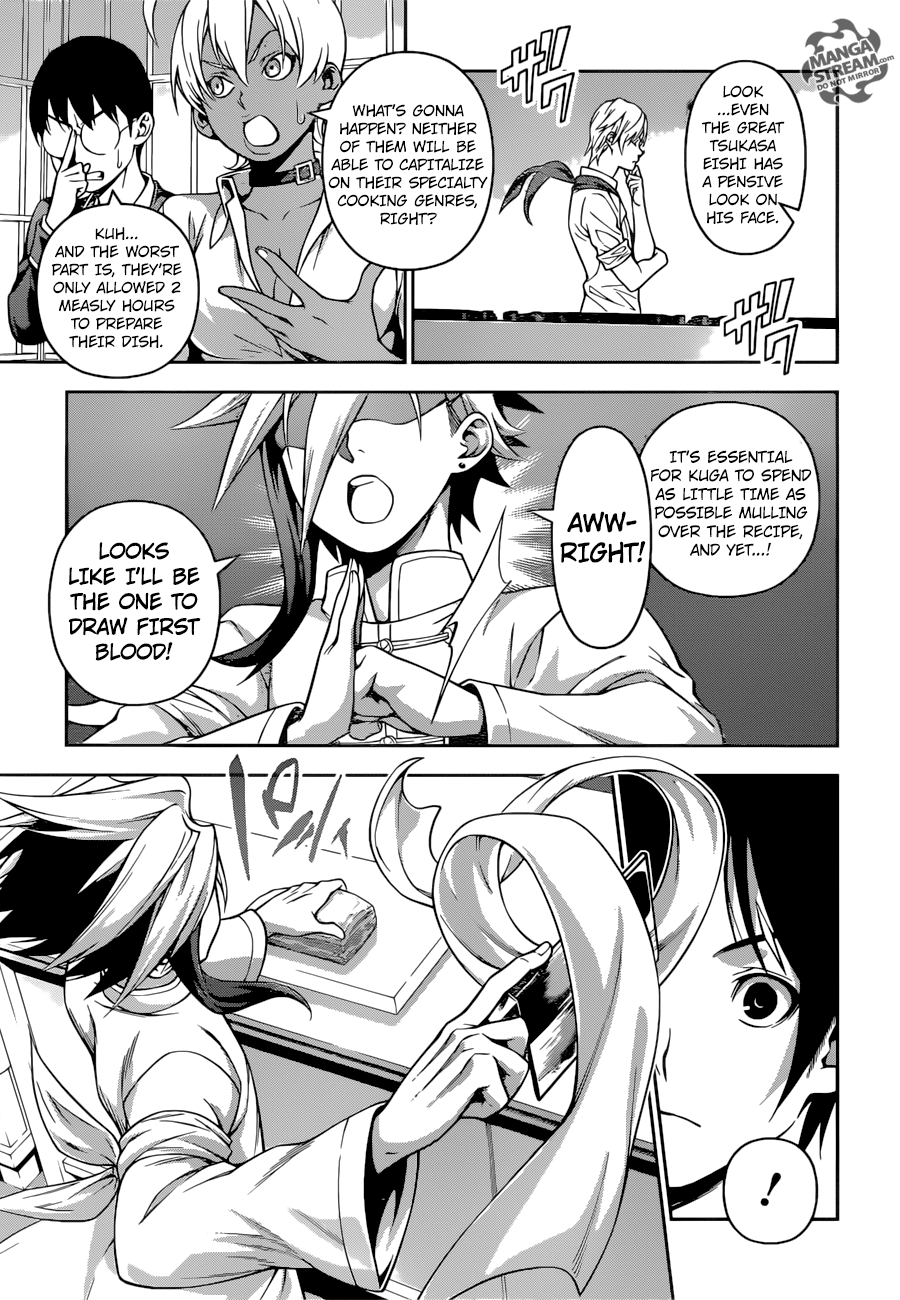 MANGA
STREAM.com
DO NOT MIRROR
LOOK
...EVEN
THE GREAT
TSUKASA
EISHI HAS
A PENSIVE
LOOK ON
HIS FACE.
ザワ
ザワ
WHAT'S GONNA
HAPPEN? NEITHER
OF THEM WILL BE
ABLE TO CAPITALIZE
ON THEIR SPECIALTY
COOKING GENRES,
RIGHT?
KUH...
AND THE WORST
PART IS, THEY'RE
ONLY ALLOWED 2
MEASLY HOURS
TO PREPARE
THEIR DISH.
IT'S ESSENTIAL
FOR KUGA TO SPEND
AS LITTLE TIME AS
POSSIBLE MULLING
OVER THE RECIPE,
AND YET...!
AWW-
RIGHT!
LOOKS
LIKE I'LL BE
THE ONE TO
DRAW FIRST
BLOOD!
!